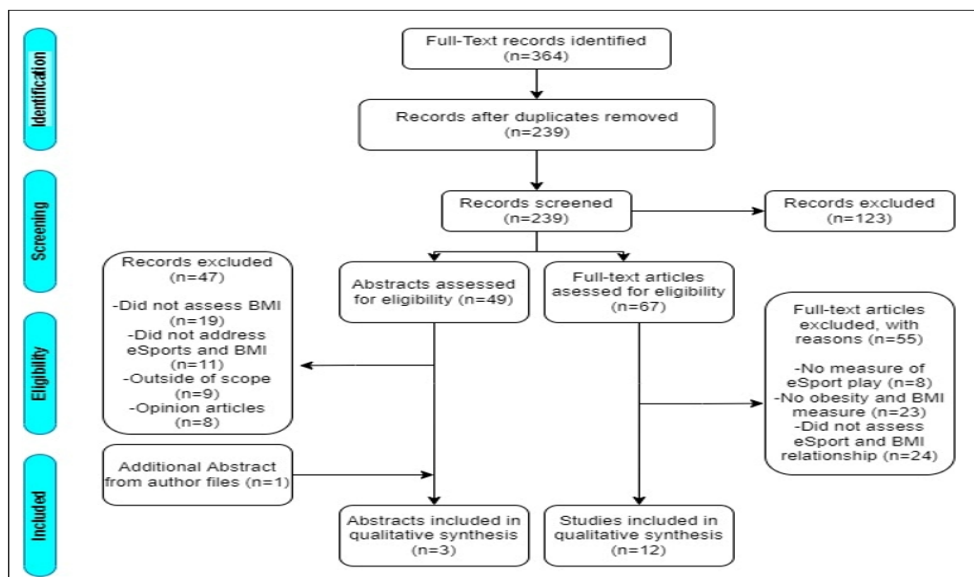 Identification
Full-Text records identified
(n=364)
Records after duplicates removed
(n=239)
Screening
Records screened
(n=239)
Records excluded
(n=123)
Records excluded
(n=47)
-Did not assess BMI
(n=19)
-Did not address
eSports and BMI
(n=11)
-Outside of scope
(n=9)
-Opinion articles
(n=8)
Abstracts assessed
for eligibility (n=49)
Full-text articles
asessed for eligibility
(n=67)
Eligibility
Full-text articles
excluded, with
reasons (n=55)
-No measure of
eSport play (n=8)
-No obesity and BMI
measure (n=23)
-Did not assess
eSport and BMI
relationship (n=24)
Included
Additional Abstract
from author files (n=1)
Abstracts included in
qualitative synthesis
(n=3)
Studies included in
qualitative synthesis
(n=12)